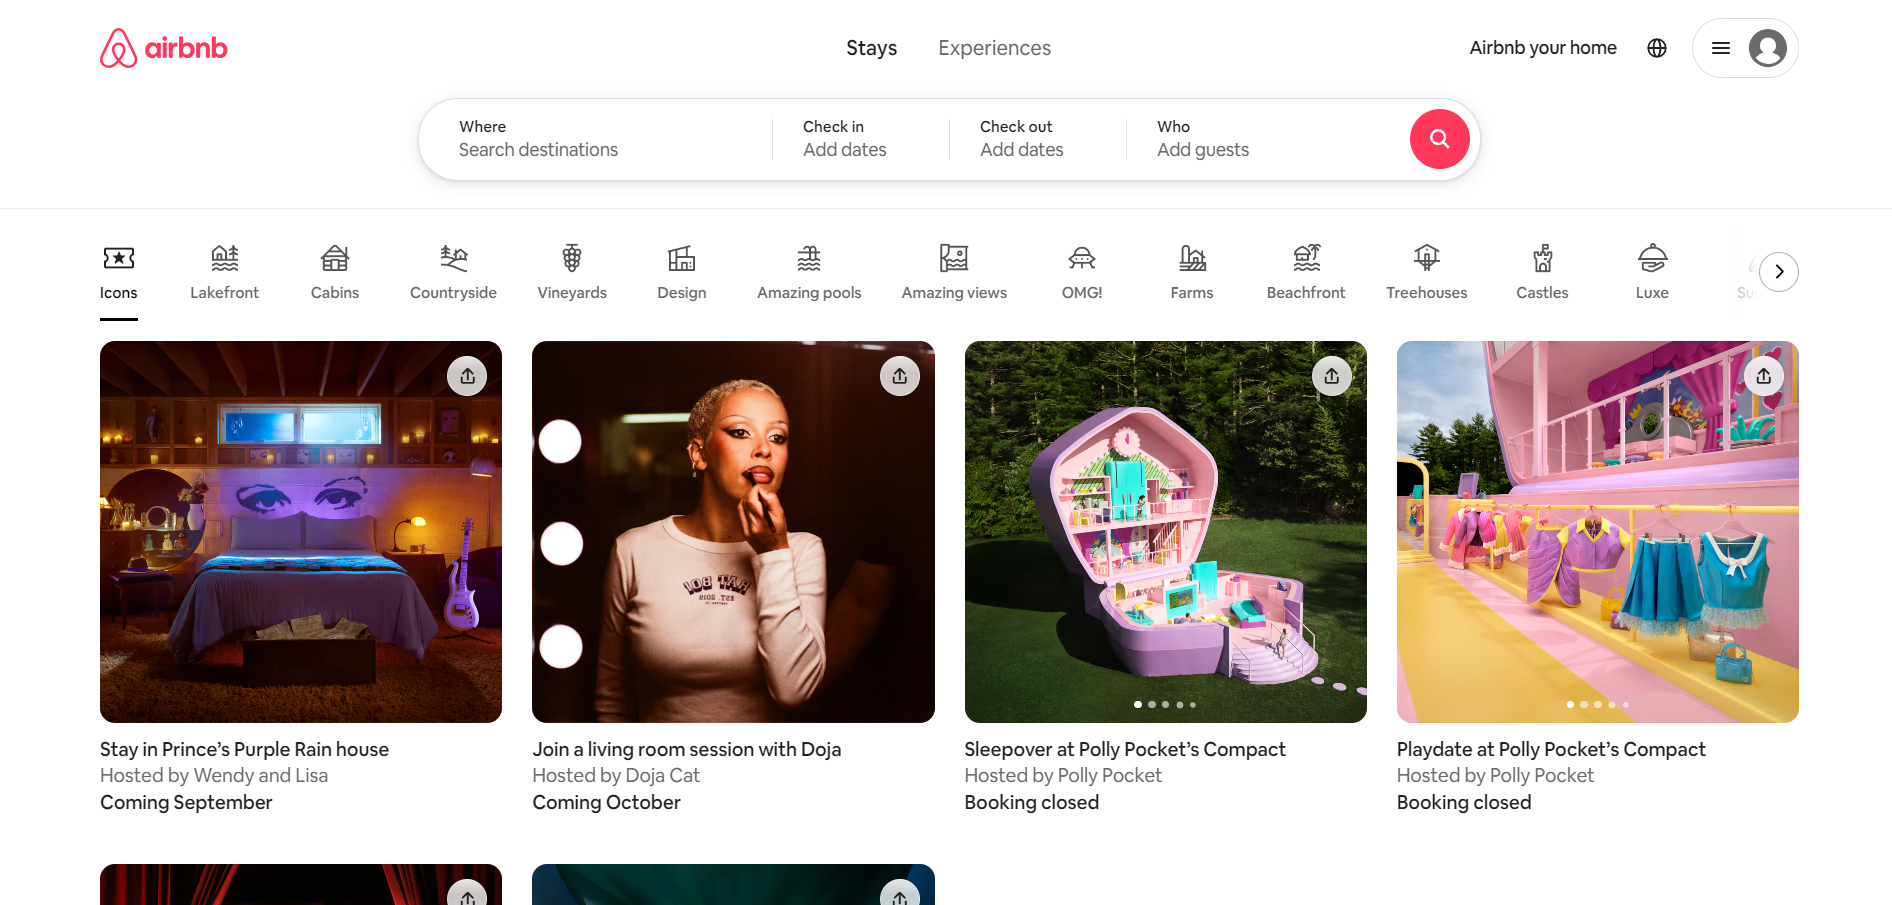 airbnb
Stays
Experiences
Airbnb your home
Where
Search destinations
Check in
Add dates
Check out
Add dates
Who
Add guests
Icons
Lakefront
Cabins
Countryside
Vineyards
Design
Amazing pools
Amazing views
OMG!
Farms
Beachfront
Treehouses
Castles
Luxe
Stay in Prince’s Purple Rain house
Hosted by Wendy and Lisa
Coming September
Join a living room session with Doja
Hosted by Doja Cat
Coming October
Sleepover at Polly Pocket’s Compact
Hosted by Polly Pocket
Booking closed
Playdate at Polly Pocket’s Compact
Hosted by Polly Pocket
Booking closed